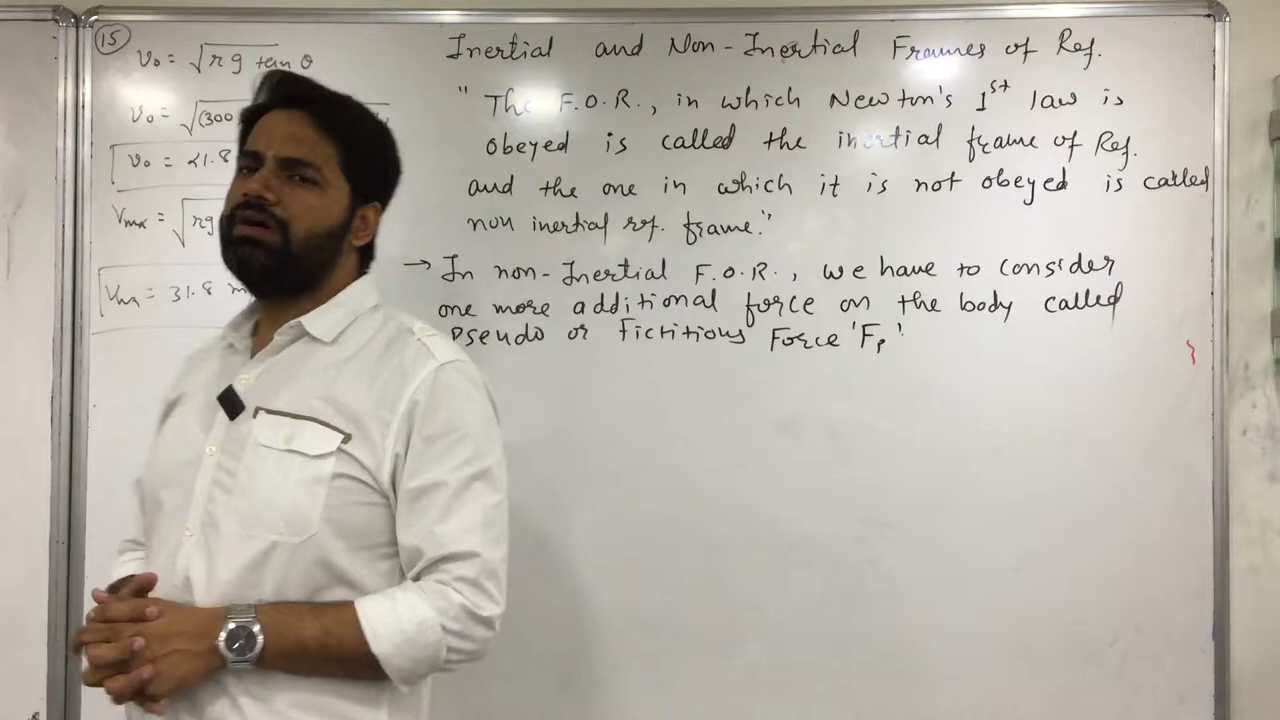 15
v₀ = √rg tan θ
v₀ = √(300
v₀ = 21.8
Vmx = √rg
Vmx = 31.8 m
Inertial and Non-Inertial Frames of Ref.
"The F.O.R., in which Newton's 1st law is
obeyed is called the inertial frame of Ref.
and the one in which it is not obeyed is called
non inertial ref. frame."
→ In non-Inertial F.O.R., we have to consider
one more additional force on the body called
Pseudo or Fictitious Force 'Fp'